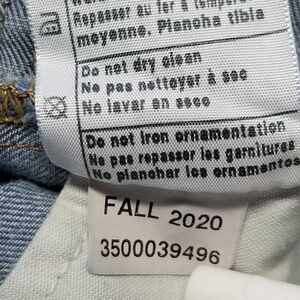 Repasser au fer à tempéra
moyenne. Plancha tibia
Do not dry clean
Ne pas nettoyer à sec
No lavar en seco
Do not iron ornamentation
Ne pas repasser les garnitures
No planchar los ornamentos
FALL 2020
3500039496